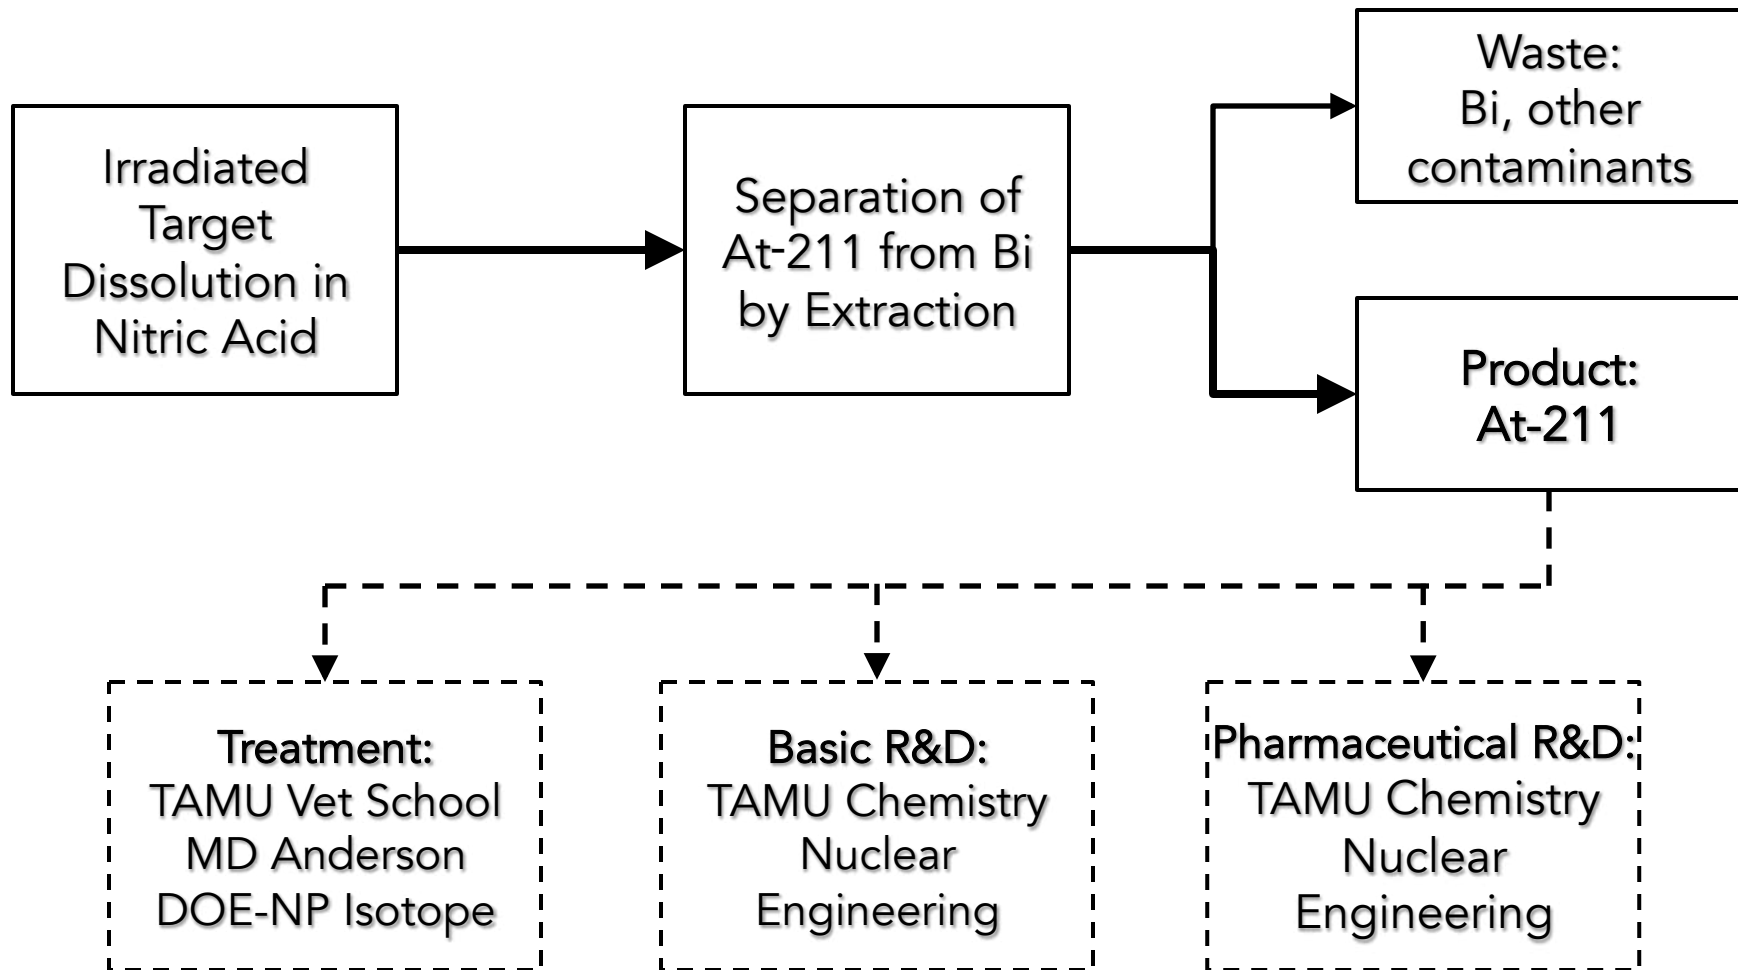 Irradiated
Target
Dissolution in
Nitric Acid
Separation of
At-211 from Bi
by Extraction
Waste:
Bi, other
contaminants
Product:
At-211
Treatment:
TAMU Vet School
MD Anderson
DOE-NP Isotope
Basic R&D:
TAMU Chemistry
Nuclear
Engineering
Pharmaceutical R&D:
TAMU Chemistry
Nuclear
Engineering